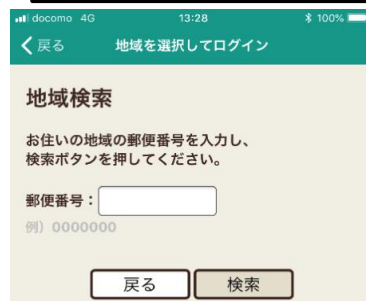 docomo 4G 13:28 100%
戻る 地域を選択してログイン
地域検索
お住いの地域の郵便番号を入力し、
検索ボタンを押してください。
郵便番号：
例）0000000
戻る 検索